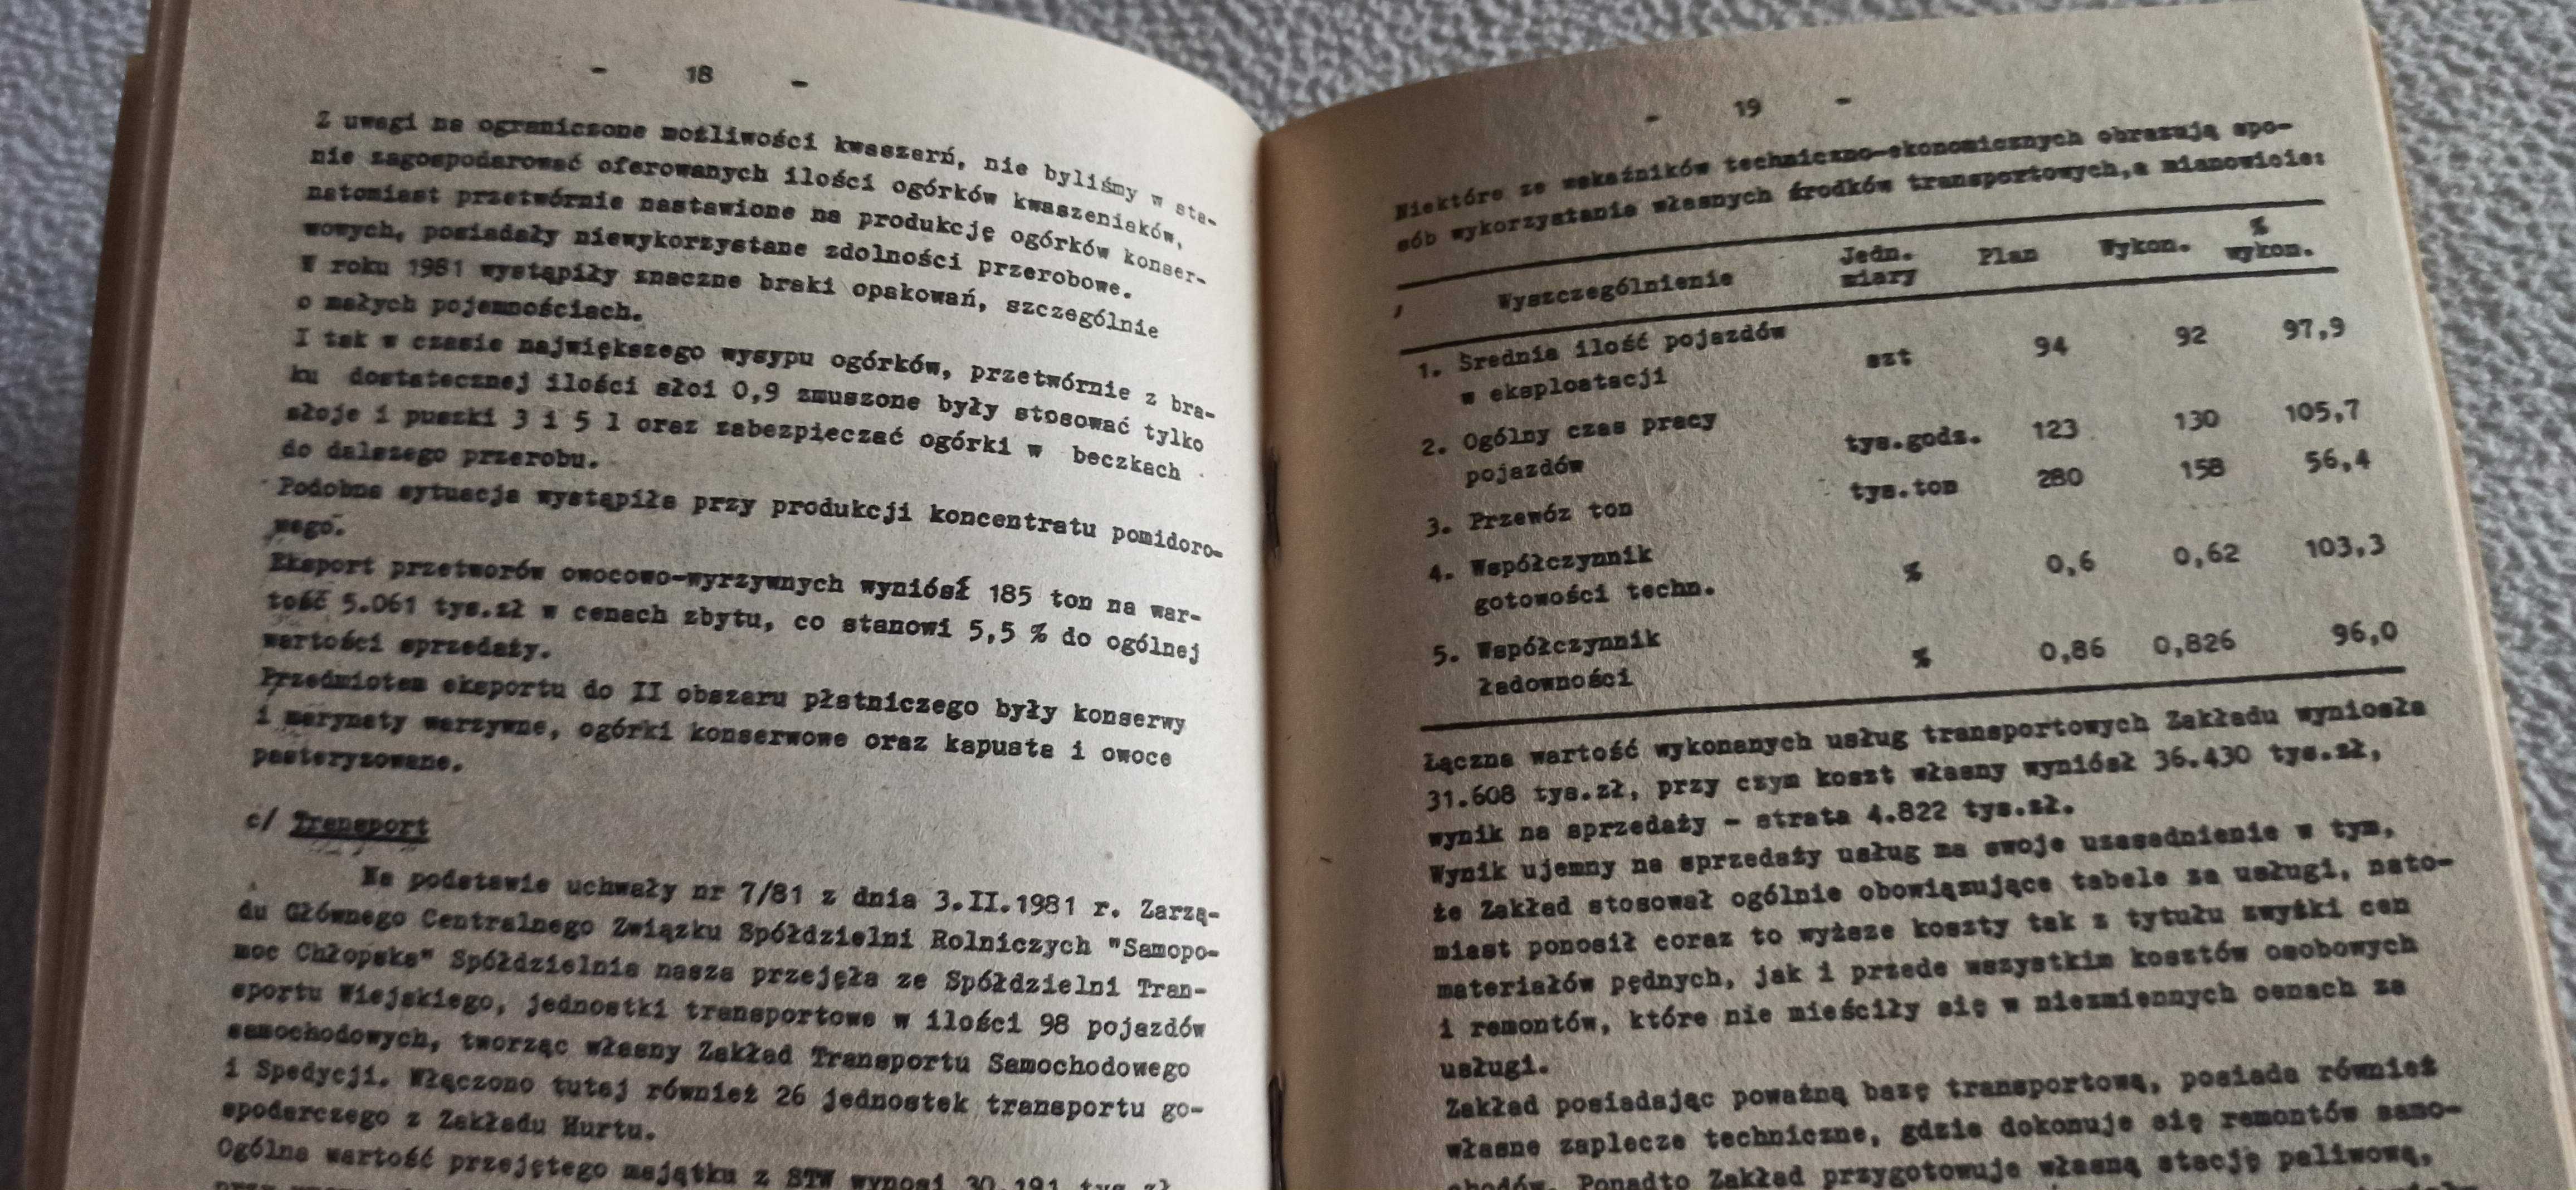 - 18 -
Z uwagi na ograniczone możliwości kwaszarń, nie byliśmy w sta-
nie zagospodarować oferowanych ilości ogórków kwaszeniaków,
natomiast przetwórnie nastawione na produkcję ogórków konser-
wowych, posiadały niewykorzystane zdolności przerobowe.
W roku 1981 wystąpiły znaczne braki opakowań, szczególnie
o małych pojemnościach.
I tak w czasie największego wysypu ogórków, przetwórnie z bra-
ku dostatecznej ilości słoi 0,9 zmuszone były stosować tylko
słoje i puszki 3 i 5 l oraz zabezpieczać ogórki w beczkach
do dalszego przerobu.
Podobna sytuacja wystąpiła przy produkcji koncentratu pomidoro-
wego.
Eksport przetworów owocowo-wyrzywnych wyniósł 185 ton na war-
tość 5.061 tys.zł w cenach zbytu, co stanowi 5,5 % do ogólnej
wartości sprzedaży.
Przedmiotem eksportu do II obszaru płatniczego były konserwy
i marynaty warzywne, ogórki konserwowe oraz kapusta i owoce
pasteryzowane.
c/ Transport
Na podstawie uchwały nr 7/81 z dnia 3.II.1981 r. Zarzą-
du Głównego Centralnego Związku Spółdzielni Rolniczych "Samopo-
moc Chłopska" Spółdzielnia nasza przejęła ze Spółdzielni Tran-
sportu Wiejskiego, jednostki transportowe w ilości 98 pojazdów
samochodowych, tworząc własny Zakład Transportu Samochodowego
i Spedycji. Włączono tutaj również 26 jednostek transportu go-
spodarczego z Zakładu Hurtu.
Ogólna wartość przejętego majątku z STW wynosi 30.191 tys.zł
- 19 -
Niektóre ze wskaźników techniczno-ekonomicznych obrazują spo-
sób wykorzystania własnych środków transportowych,a mianowicie:
Wyszczególnienie Jedn. miary Plan Wykon. % wykon.
1. Średnia ilość pojazdów
w eksploatacji szt 94 92 97,9
2. Ogólny czas pracy
pojazdów tys.godz. 123 130 105,7
3. Przewóz ton tys.ton 280 158 56,4
4. Współczynnik
gotowości techn. % 0,6 0,62 103,3
5. Współczynnik
ładowności % 0,86 0,826 96,0
Łączna wartość wykonanych usług transportowych Zakładu wyniosła
31.608 tys.zł, przy czym koszt własny wyniósł 36.430 tys.zł,
wynik na sprzedaży - strata 4.822 tys.zł.
Wynik ujemny na sprzedaży usług ma swoje uzasadnienie w tym,
że Zakład stosował ogólnie obowiązujące tabele za usługi, nato-
miast ponosił coraz to wyższe koszty tak z tytułu zwyżki cen
materiałów pędnych, jak i przede wszystkim kosztów osobowych
i remontów, które nie mieściły się w niezmiennych cenach za
usługi.
Zakład posiadając poważną bazę transportową, posiada również
własne zaplecze techniczne, gdzie dokonuje się remontów samo-
chodów. Ponadto Zakład przygotowuje własną stację paliwową,